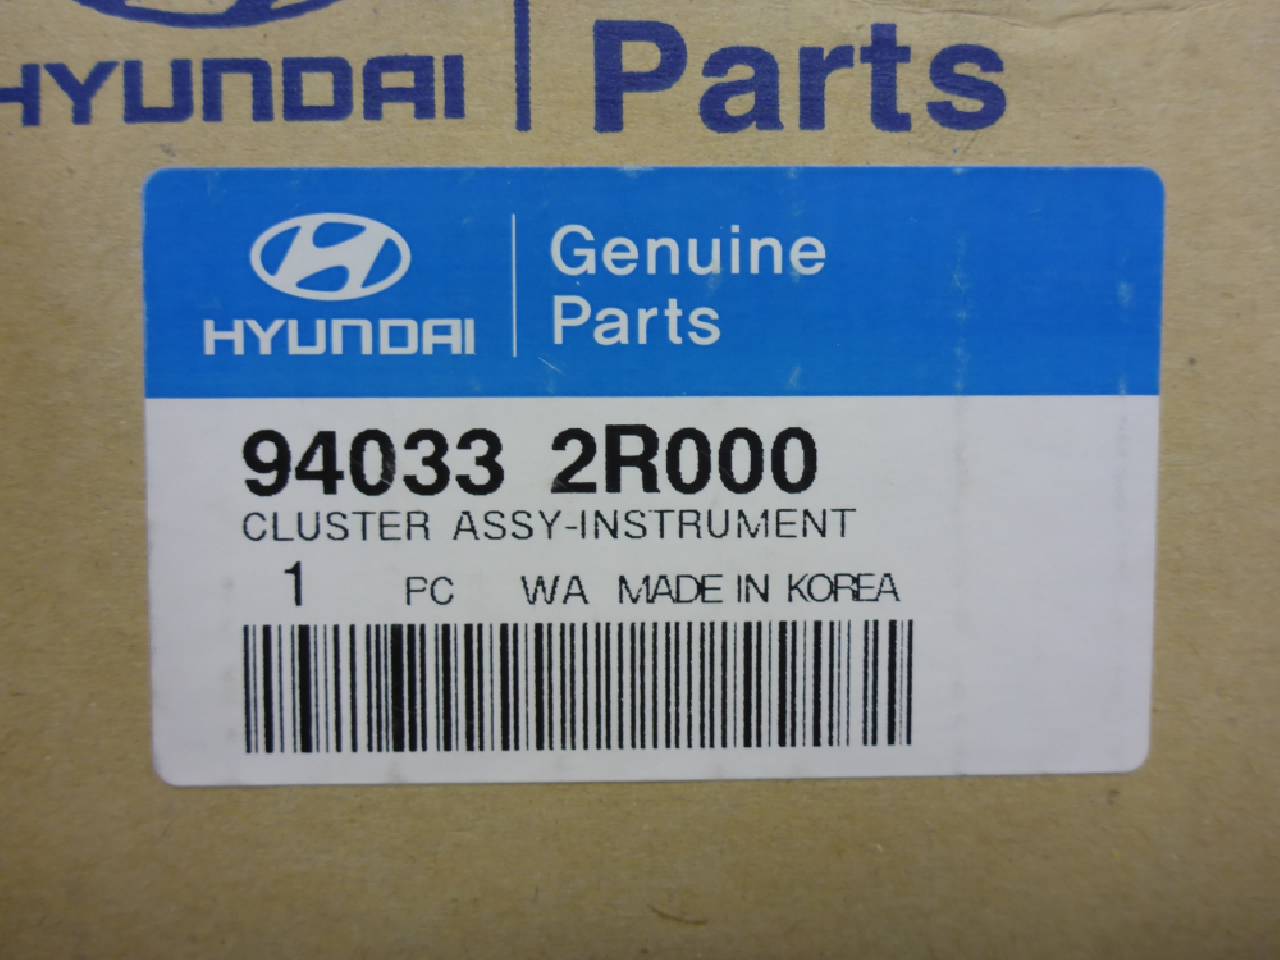 HYUNDAI
Parts
HYUNDAI
Genuine
Parts
94033 2R000
CLUSTER ASSY-INSTRUMENT
1 PC WA MADE IN KOREA